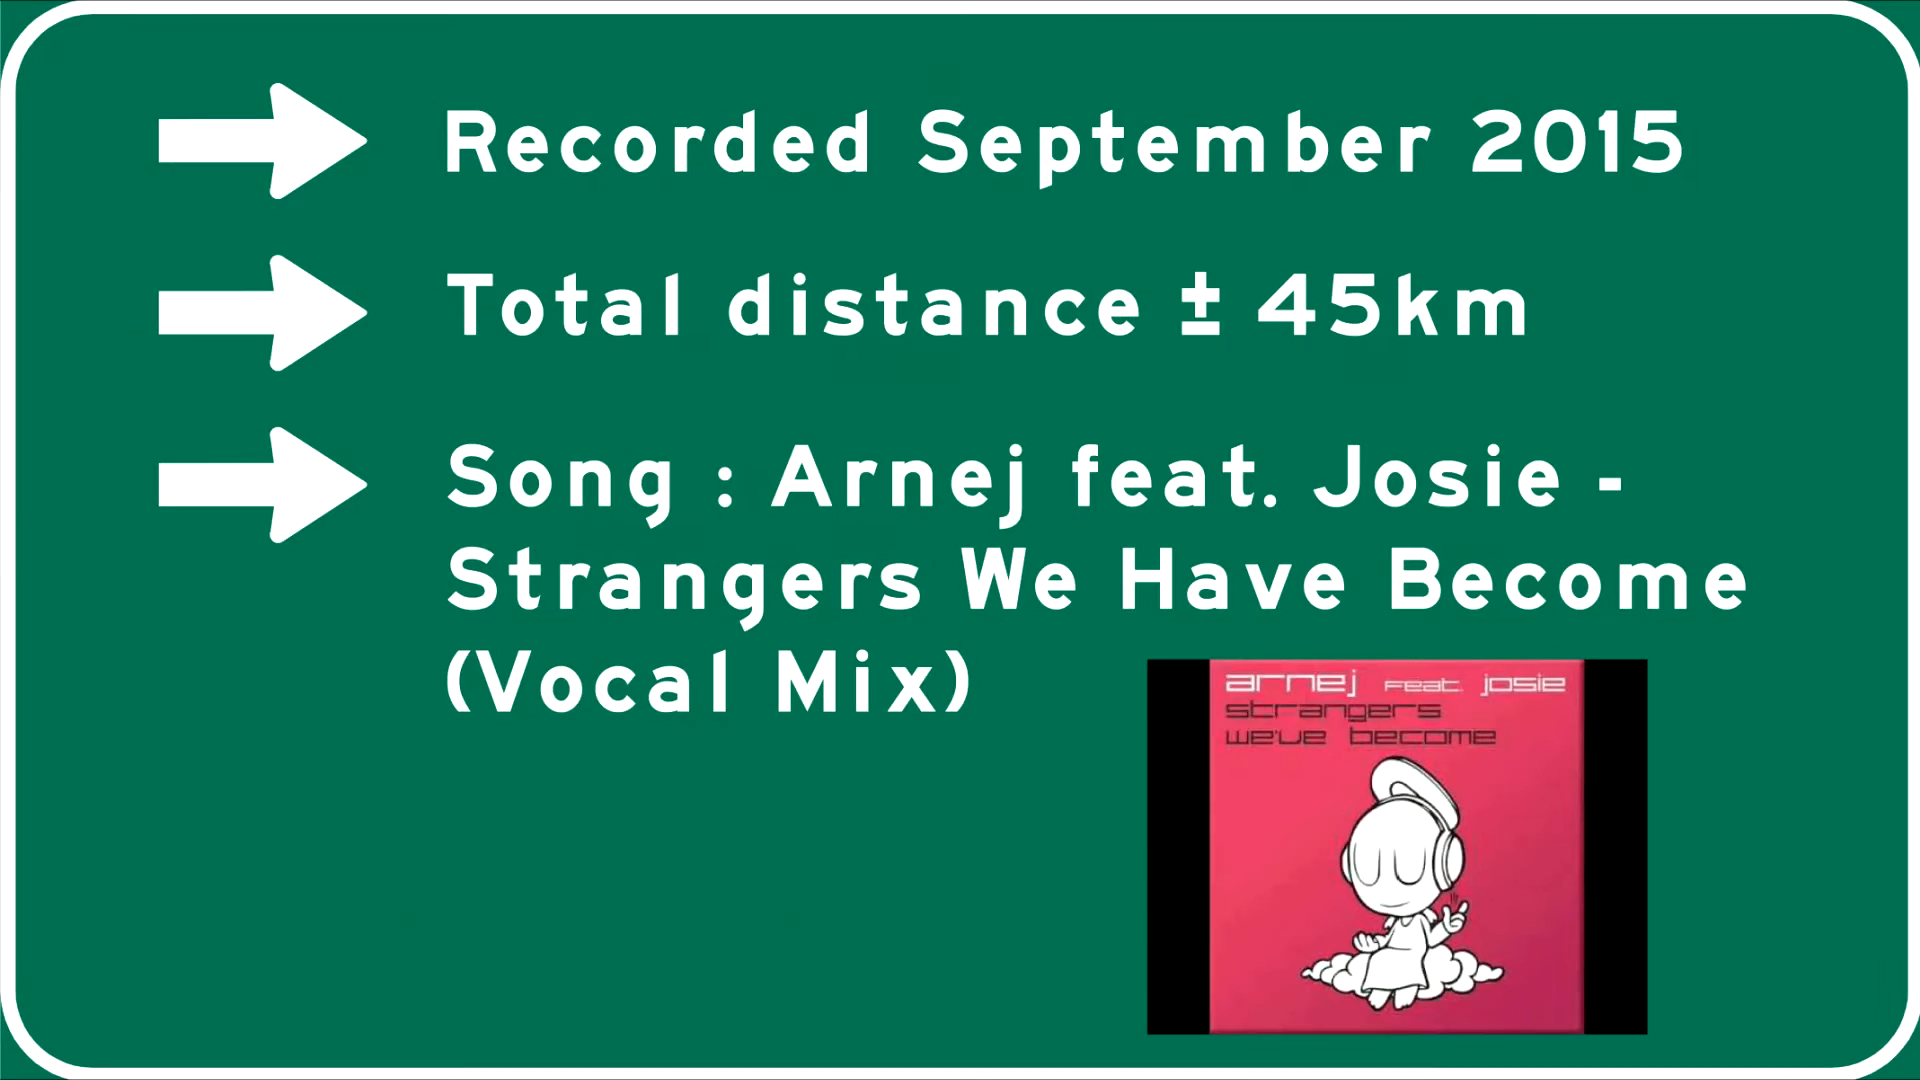 Recorded September 2015
Total distance ± 45km
Song : Arnej feat. Josie -
Strangers We Have Become
(Vocal Mix)
arnej feat. josie
strangers
we've become